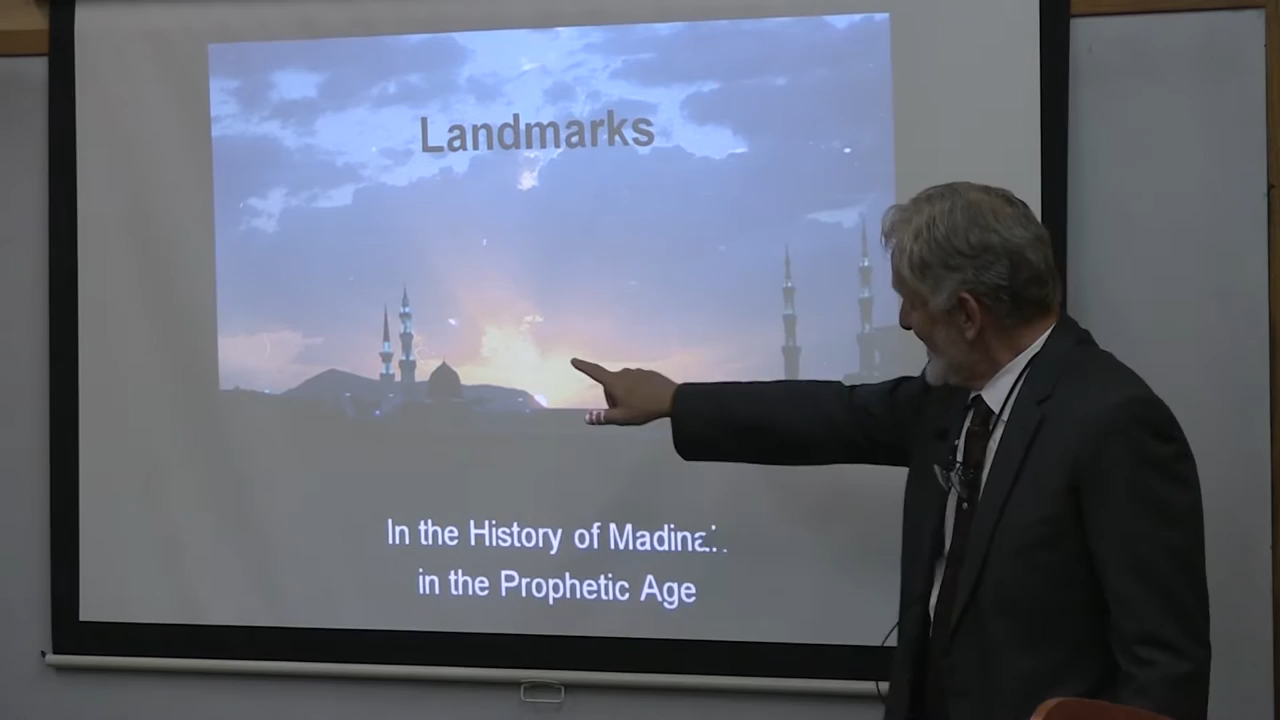 Landmarks
In the History of
in the Prophetic Age